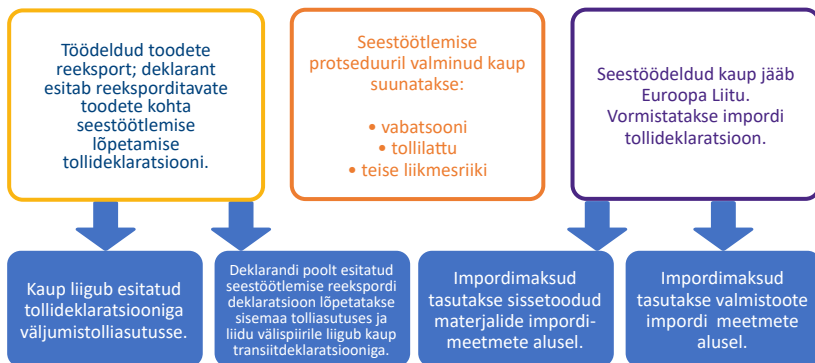 Töödeldud toodete
reeksport; deklarant
esitab reeksporditavate
toodete kohta
seestöötlemise
lõpetamise
tollideklaratsiooni.
Seestöötlemise
protseduuril valminud kaup
suunatakse:
• vabatsooni
• tollilattu
• teise liikmesriiki
Seestöödeldud kaup jääb
Euroopa Liitu.
Vormistatakse impordi
tollideklaratsioon.
Kaup liigub esitatud
tollideklaratsiooniga
väljumistolliasutusse.
Deklarandi poolt esitatud
seestöötlemise reekspordi
deklaratsioon lõpetatakse
sisemaa tolliasutuses ja
liidu välispiirile liigub kaup
transiitdeklaratsiooniga.
Impordimaksud
tasutakse sissetoodud
materjalide impordi-
meetmete alusel.
Impordimaksud
tasutakse valmistoote
impordi meetmete
alusel.